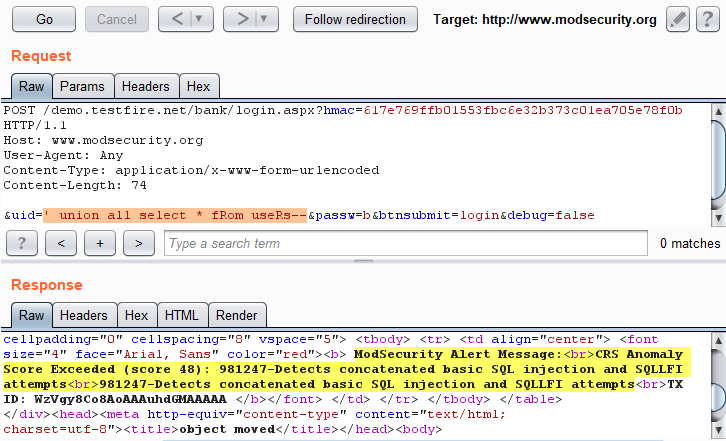 Go Cancel < > Follow redirection Target: http://www.modsecurity.org ?
Request
Raw Params Headers Hex
POST /demo.testfire.net/bank/login.aspx?hmac=617e769ffb01553fbc6e32b373c01ea705e78f0b
HTTP/1.1
Host: www.modsecurity.org
User-Agent: Any
Content-Type: application/x-www-form-urlencoded
Content-Length: 74
&uid=' union all select * fRom useRs--&passw=b&btnsubmit=login&debug=false
? < + > Type a search term 0 matches
Response
Raw Headers Hex HTML Render
cellpadding="0" cellspacing="8" vspace="5"> <tbody> <tr> <td align="center"> <font
size="4" face="Arial, Sans" color="red"><b> ModSecurity Alert Message:<br>CRS Anomaly
Score Exceeded (score 48): 981247-Detects concatenated basic SQL injection and SQLLFI
attempts<br>981247-Detects concatenated basic SQL injection and SQLLFI attempts<br>TX
ID: WzVgy8Co8AoAAAuhdGMAAAAA </b></font> </td> </tr> </tbody> </table>
</div><head><meta http-equiv="content-type" content="text/html;
charset=utf-8"><title>object moved</title></head><body>